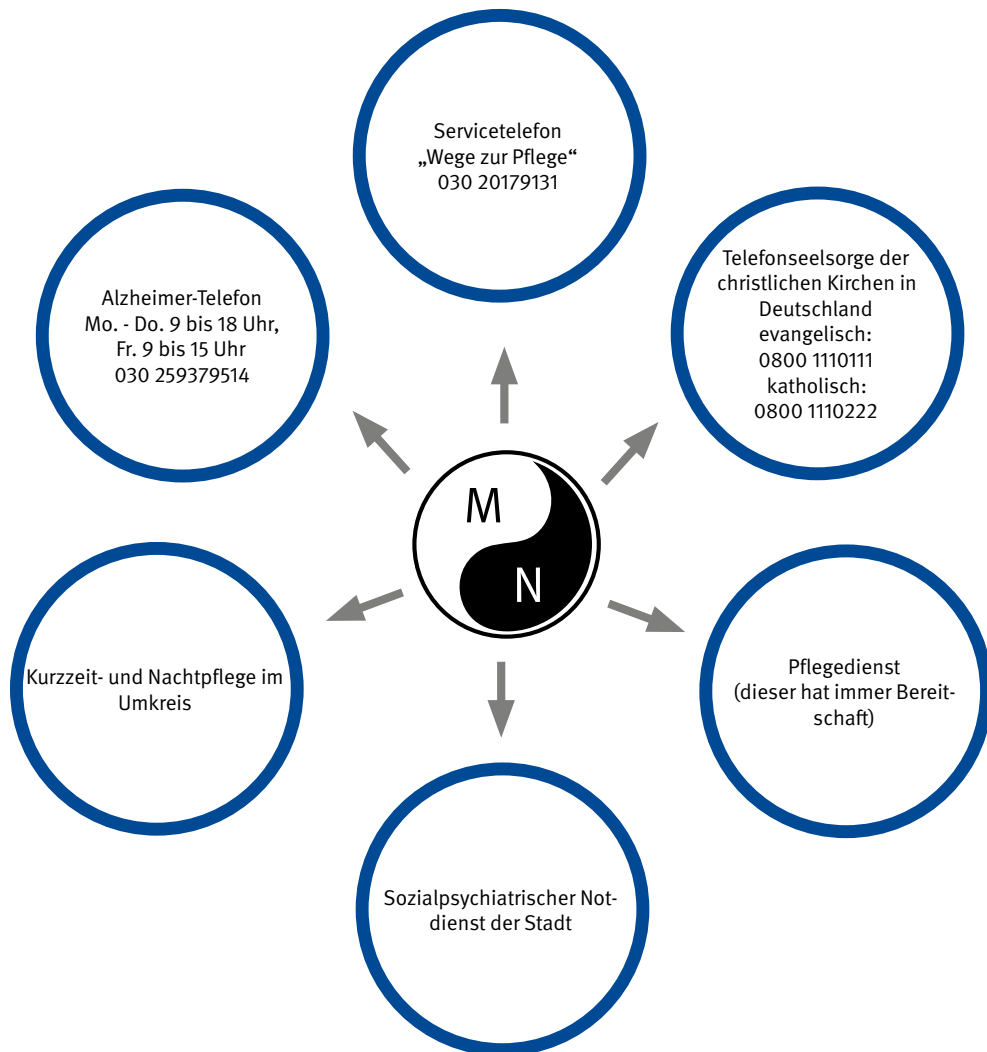 Servicetelefon
„Wege zur Pflege“
030 20179131
Telefonseelsorge der
christlichen Kirchen in
Deutschland
evangelisch:
0800 1110111
katholisch:
0800 1110222
Alzheimer-Telefon
Mo. - Do. 9 bis 18 Uhr,
Fr. 9 bis 15 Uhr
030 259379514
M
N
Kurzzeit- und Nachtpflege im
Umkreis
Pflegedienst
(dieser hat immer Bereit-
schaft)
Sozialpsychiatrischer Not-
dienst der Stadt